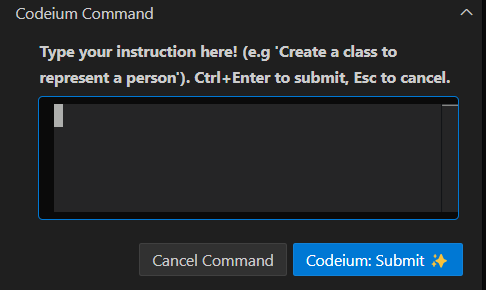 Codeium Command
Type your instruction here! (e.g 'Create a class to
represent a person'). Ctrl+Enter to submit, Esc to cancel.
Cancel Command
Codeium: Submit ✨